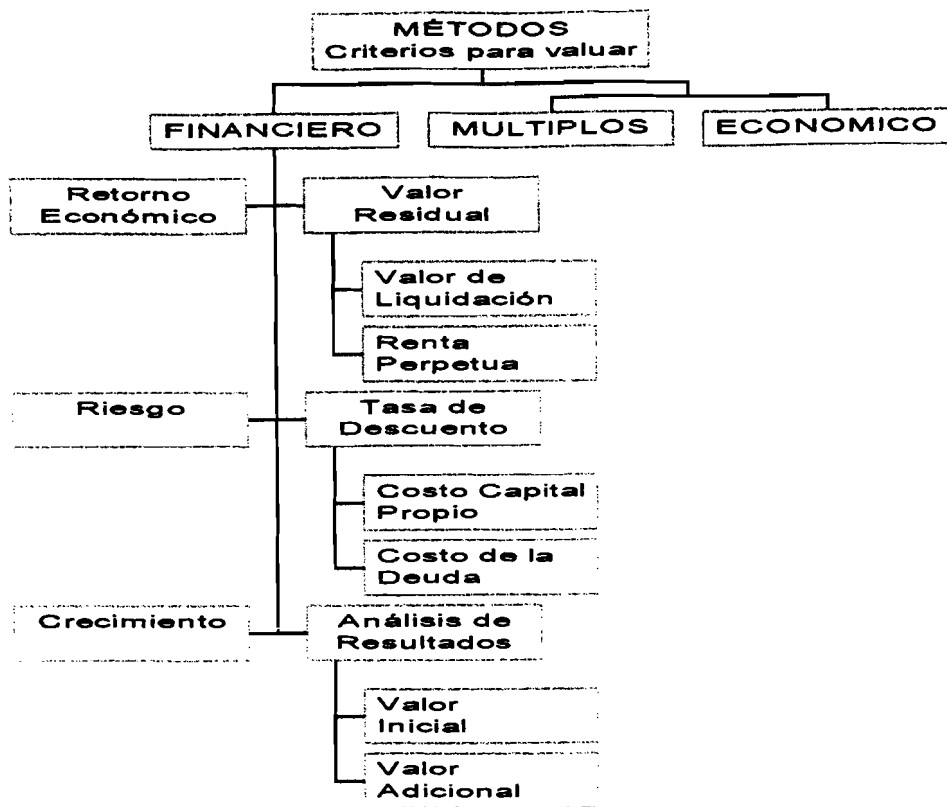 MÉTODOS
Criterios para valuar
FINANCIERO
MULTIPLOS
ECONOMICO
Retorno
Económico
Valor
Residual
Valor de
Liquidación
Renta
Perpetua
Riesgo
Tasa de
Descuento
Costo Capital
Propio
Costo de la
Deuda
Crecimiento
Análisis de
Resultados
Valor
Inicial
Valor
Adicional